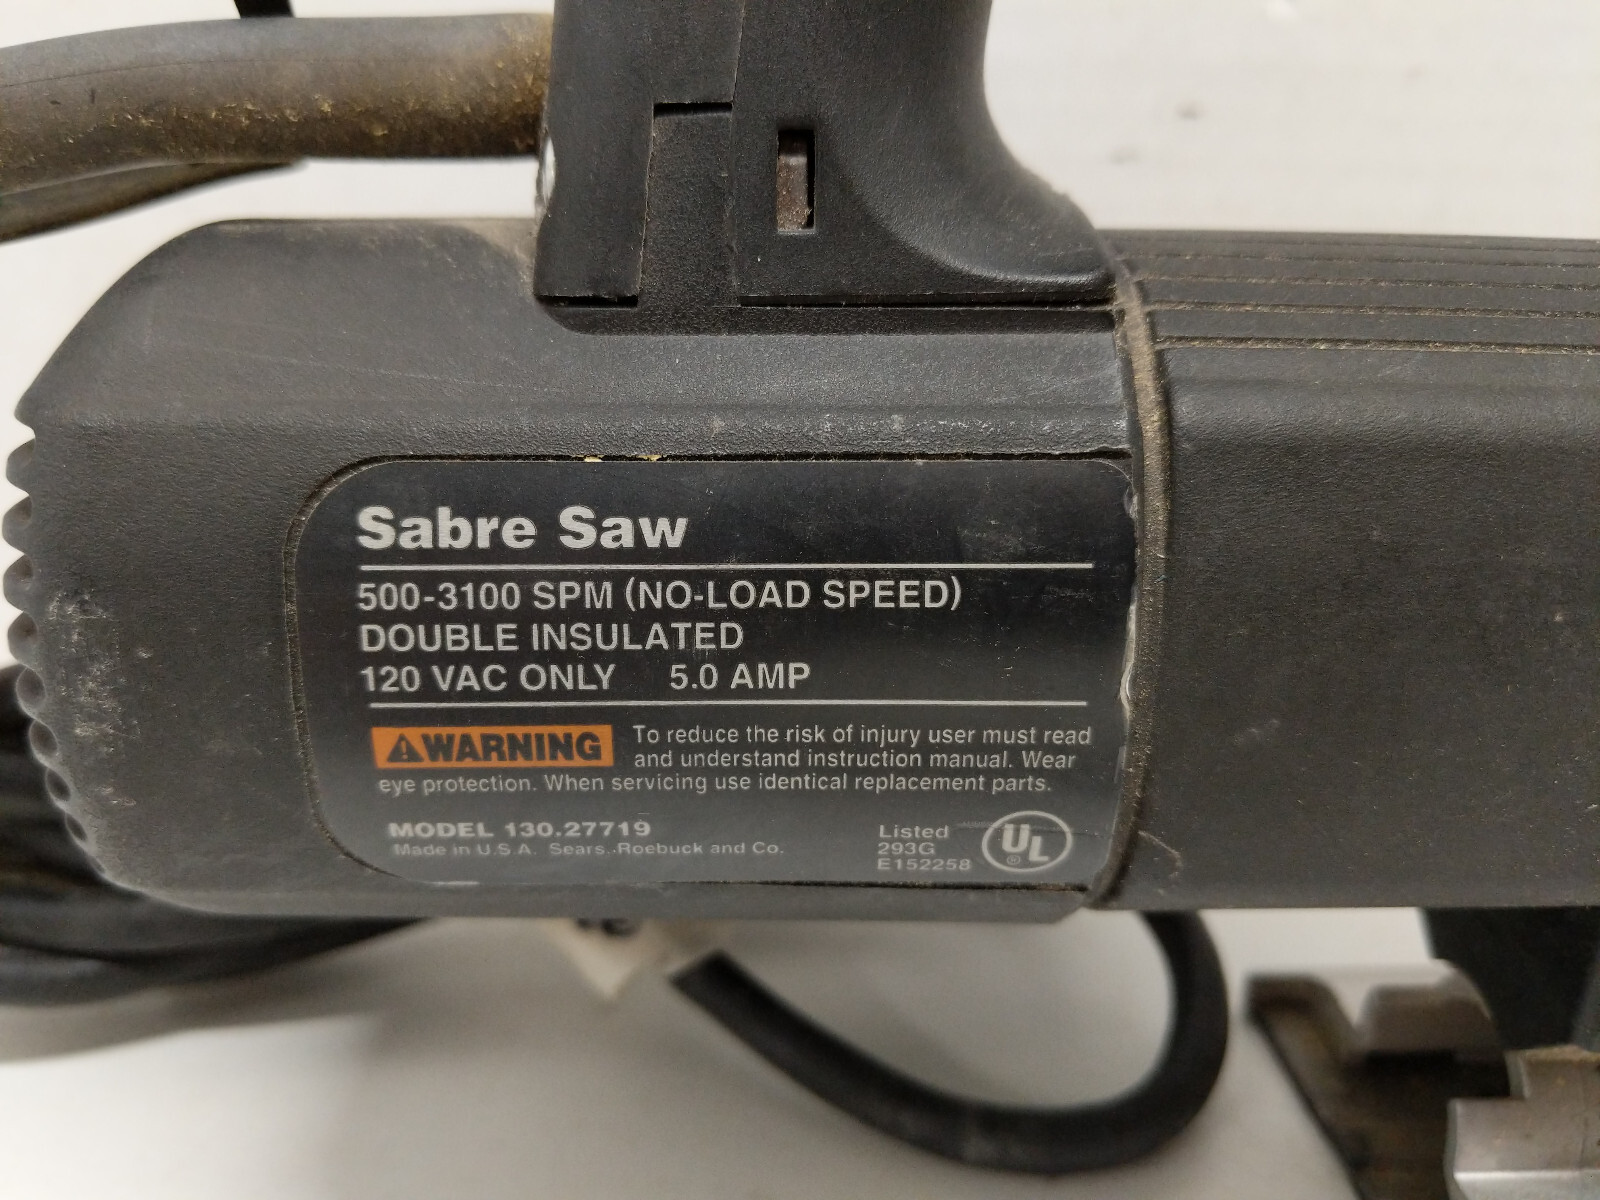 Sabre Saw
500-3100 SPM (NO-LOAD SPEED)
DOUBLE INSULATED
120 VAC ONLY 5.0 AMP
⚠WARNING To reduce the risk of injury user must read
and understand instruction manual. Wear
eye protection. When servicing use identical replacement parts.
MODEL 130.27719
Made in U.S.A. Sears, Roebuck and Co.
Listed
293G
E152258
UL
®